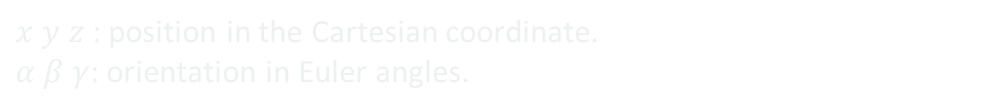 x y z : position in the Cartesian coordinate.
α β γ: orientation in Euler angles.